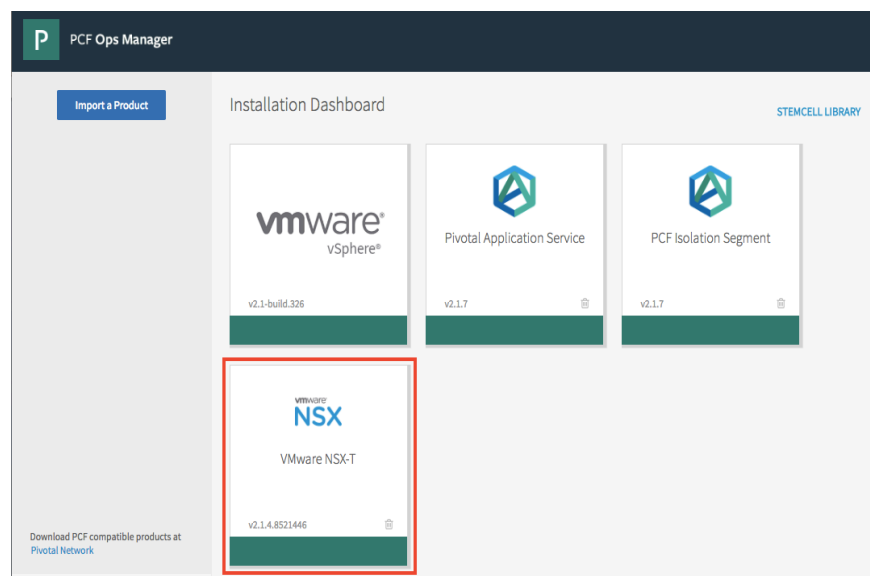 P
PCF Ops Manager
Import a Product
Installation Dashboard
STEMCELL LIBRARY
vmware®
vSphere®
v2.1-build.326
Pivotal Application Service
v2.1.7
PCF Isolation Segment
v2.1.7
vmware
NSX
VMware NSX-T
v2.1.4.8521446
Download PCF compatible products at
Pivotal Network